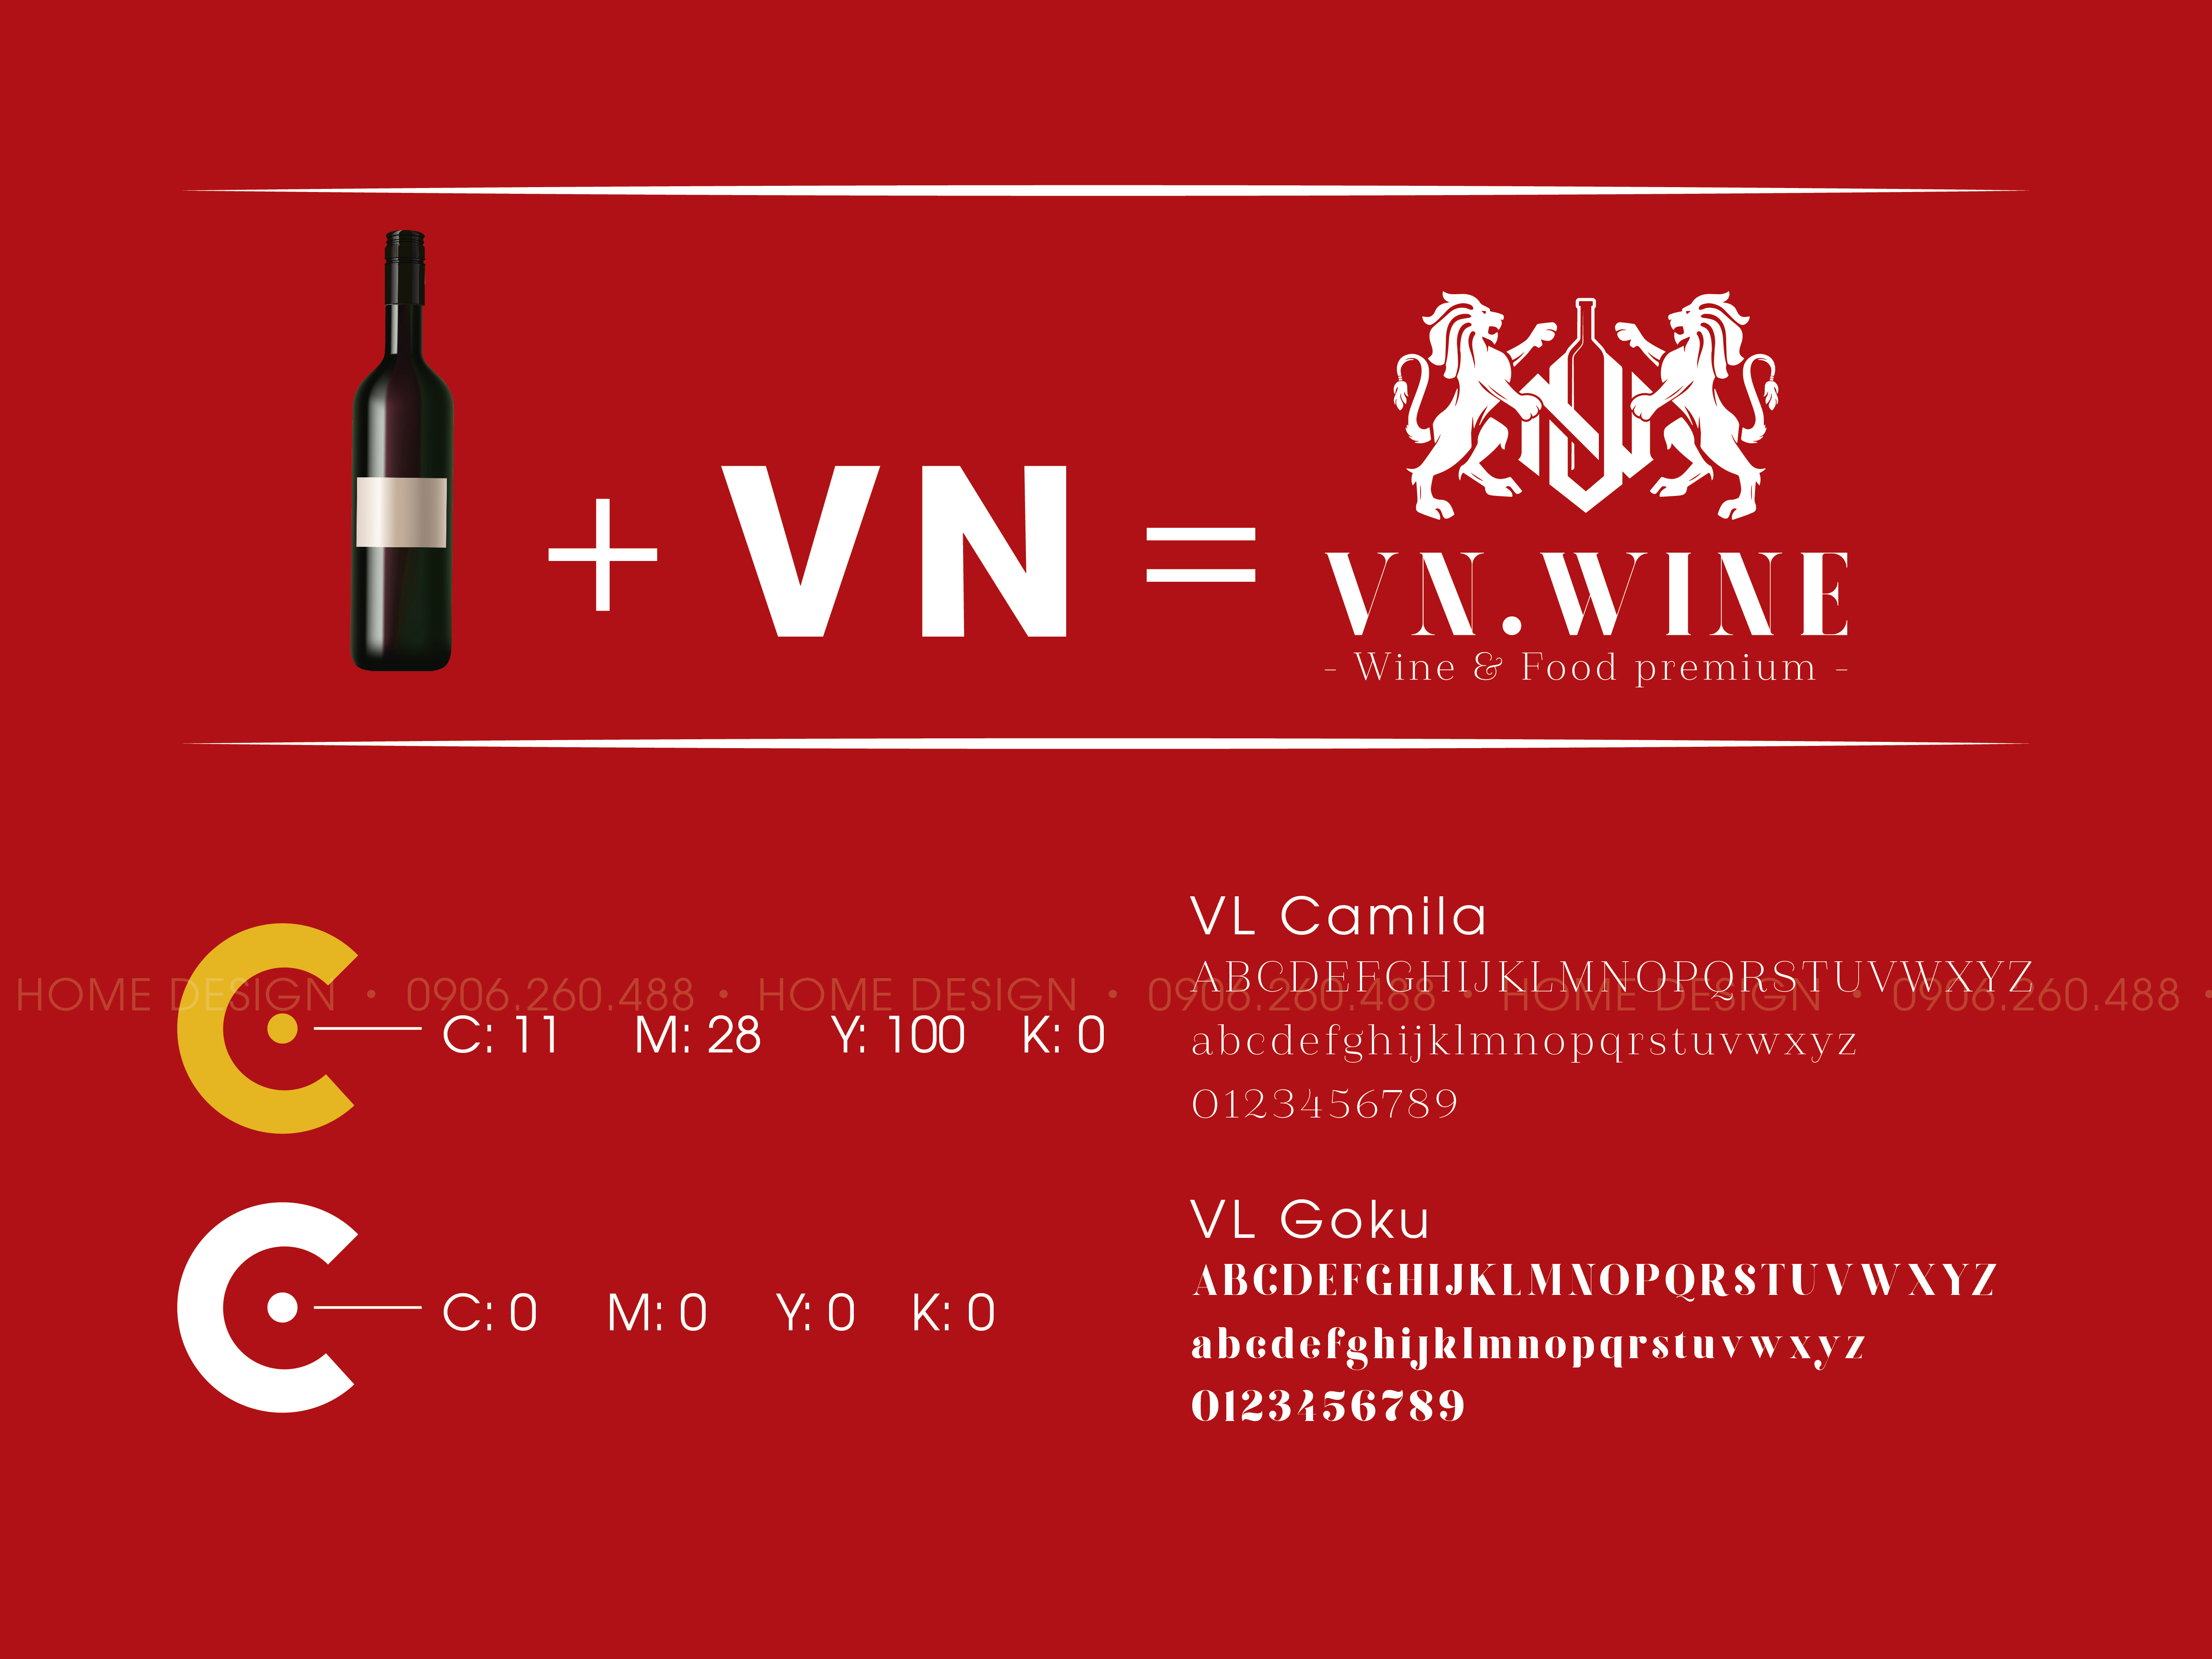 + VN =
VN.WINE
- Wine & Food premium -
VL Camila
ABCDEFGHIJKLMNOPQRSTUVWXYZ
HOME DESIGN • 0906.260.488 • HOME DESIGN • 0906.260.488 • HOME DESIGN • 0906.260.488 •
C: 11 M: 28 Y: 100 K: 0
abcdefghijklmnopqrstuvwxyz
0123456789
VL Goku
ABCDEFGHIJKLMNOPQRSTUVWXYZ
C: 0 M: 0 Y: 0 K: 0
abcdefghijklmnopqrstuvwxyz
0123456789